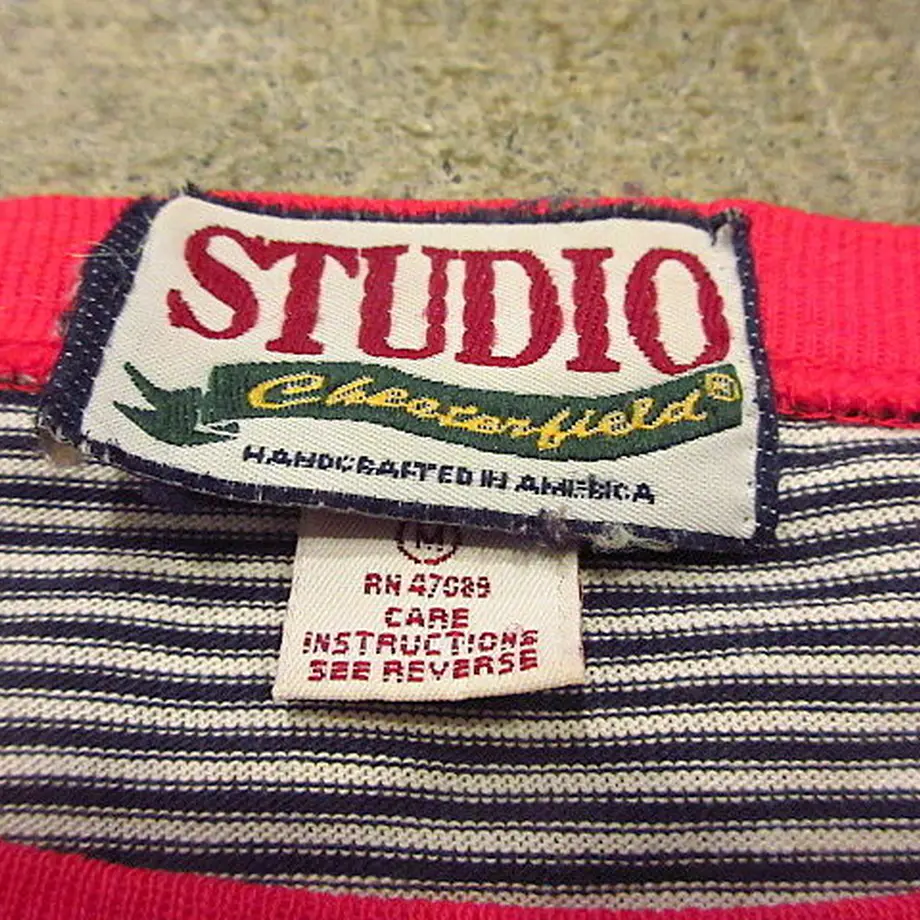 STUDIO
Chesterfield®
HANDCRAFTED IN AMERICA
M
RN 47089
CARE
INSTRUCTIONS
SEE REVERSE